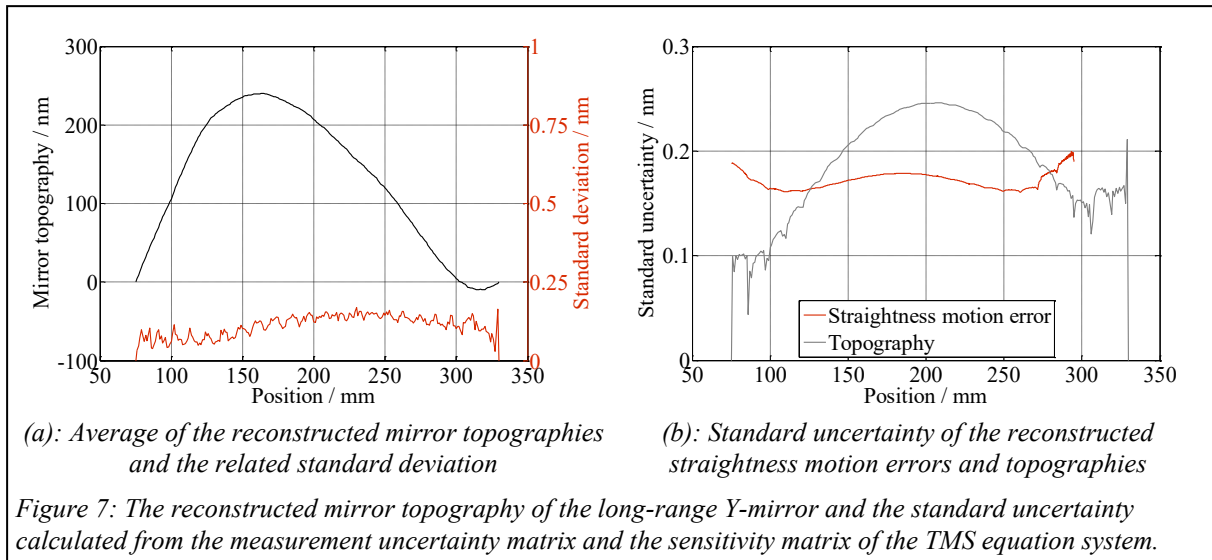 300
200
100
0
-100
Mirror topography / nm
1
0.75
0.5
0.25
0
Standard deviation / nm
50 100 150 200 250 300 350
Position / mm
0.3
0.2
0.1
0
Standard uncertainty / nm
Straightness motion error
Topography
50 100 150 200 250 300 350
Position / mm
(a): Average of the reconstructed mirror topographies
and the related standard deviation
(b): Standard uncertainty of the reconstructed
straightness motion errors and topographies
Figure 7: The reconstructed mirror topography of the long-range Y-mirror and the standard uncertainty
calculated from the measurement uncertainty matrix and the sensitivity matrix of the TMS equation system.